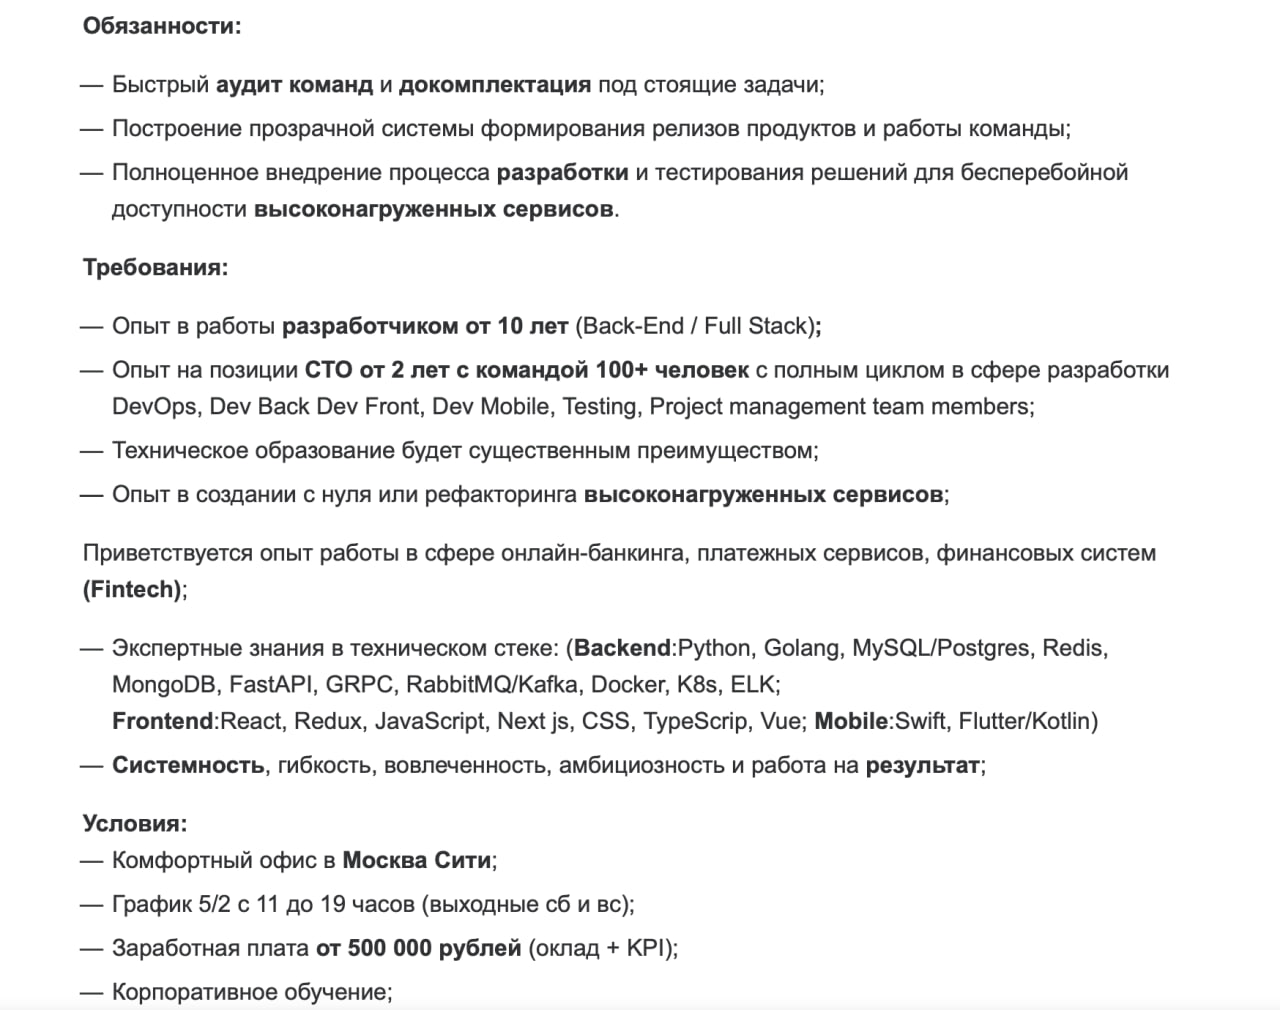 Обязанности:
— Быстрый аудит команд и докомплектация под стоящие задачи;
— Построение прозрачной системы формирования релизов продуктов и работы команды;
— Полноценное внедрение процесса разработки и тестирования решений для бесперебойной
доступности высоконагруженных сервисов.
Требования:
— Опыт в работы разработчиком от 10 лет (Back-End / Full Stack);
— Опыт на позиции СТО от 2 лет с командой 100+ человек с полным циклом в сфере разработки
DevOps, Dev Back Dev Front, Dev Mobile, Testing, Project management team members;
— Техническое образование будет существенным преимуществом;
— Опыт в создании с нуля или рефакторинга высоконагруженных сервисов;
Приветствуется опыт работы в сфере онлайн-банкинга, платежных сервисов, финансовых систем
(Fintech);
— Экспертные знания в техническом стеке: (Backend:Python, Golang, MySQL/Postgres, Redis,
MongoDB, FastAPI, GRPC, RabbitMQ/Kafka, Docker, K8s, ELK;
Frontend:React, Redux, JavaScript, Next js, CSS, TypeScrip, Vue; Mobile:Swift, Flutter/Kotlin)
— Системность, гибкость, вовлеченность, амбициозность и работа на результат;
Условия:
— Комфортный офис в Москва Сити;
— График 5/2 с 11 до 19 часов (выходные сб и вс);
— Заработная плата от 500 000 рублей (оклад + KPI);
— Корпоративное обучение;